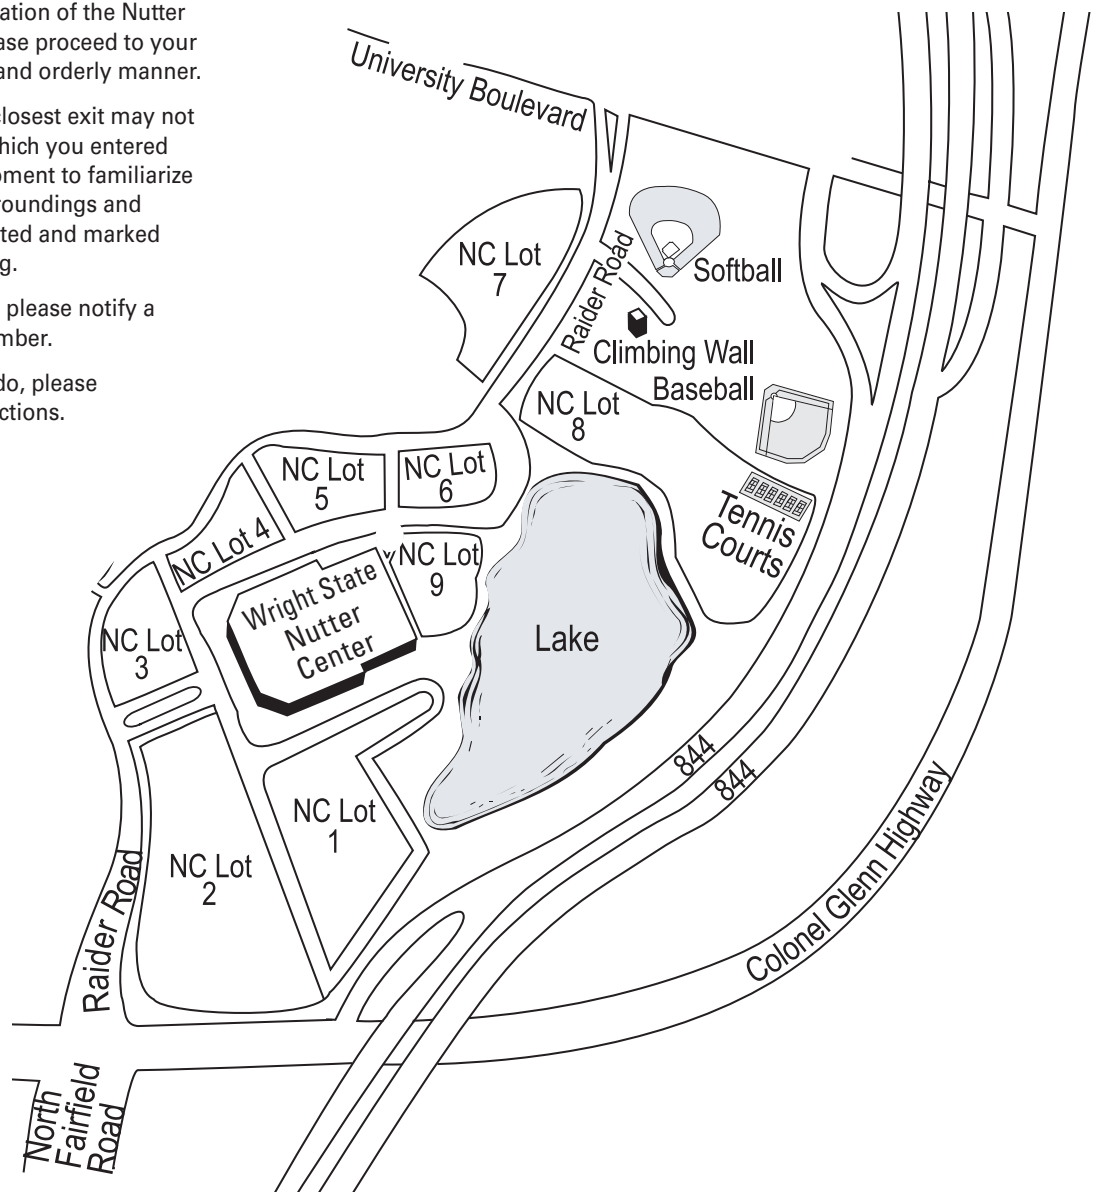 ation of the Nutter
ase proceed to your
and orderly manner.
closest exit may not
hich you entered
oment to familiarize
roundings and
ted and marked
g.
please notify a
mber.
do, please
ctions.
University Boulevard
NC Lot
7
Raider Road
Softball
Climbing Wall
Baseball
NC Lot
8
NC Lot
5
NC Lot
6
Tennis
Courts
NC Lot 4
NC Lot
9
Wright State
Nutter
Center
Lake
NC Lot
3
844
844
NC Lot
1
NC Lot
2
Colonel Glenn Highway
Raider Road
North
Fairfield
Road